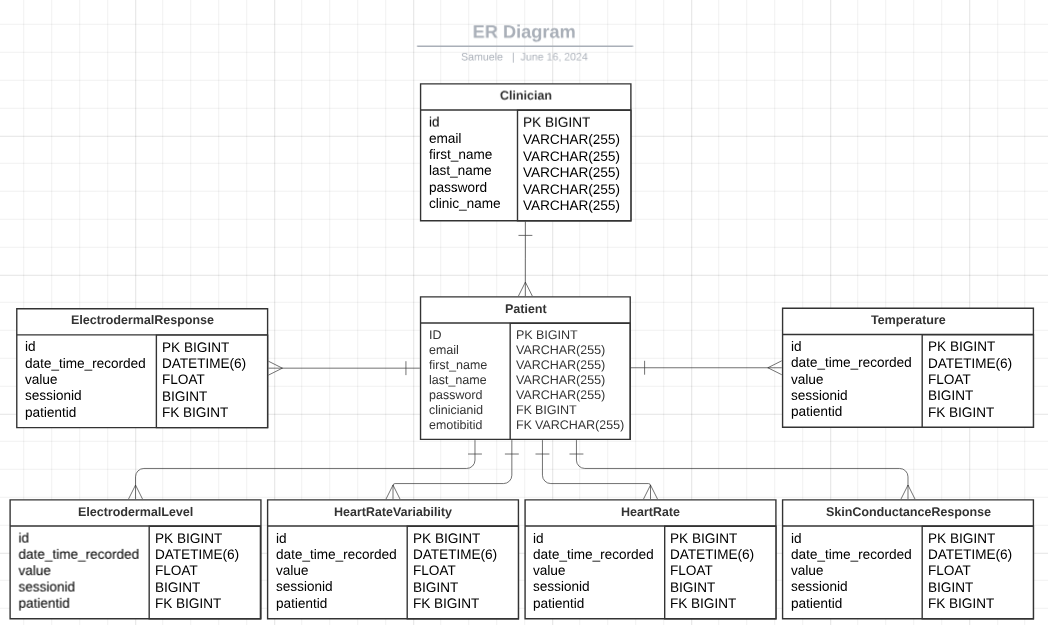 ER Diagram
Samuele | June 16, 2024
Clinician
id PK BIGINT
email VARCHAR(255)
first_name VARCHAR(255)
last_name VARCHAR(255)
password VARCHAR(255)
clinic_name VARCHAR(255)
ElectrodermalResponse
id PK BIGINT
date_time_recorded DATETIME(6)
value FLOAT
sessionid BIGINT
patientid FK BIGINT
Patient
ID PK BIGINT
email VARCHAR(255)
first_name VARCHAR(255)
last_name VARCHAR(255)
password VARCHAR(255)
clinicianid FK BIGINT
emotibitid FK VARCHAR(255)
Temperature
id PK BIGINT
date_time_recorded DATETIME(6)
value FLOAT
sessionid BIGINT
patientid FK BIGINT
ElectrodermalLevel
id PK BIGINT
date_time_recorded DATETIME(6)
value FLOAT
sessionid BIGINT
patientid FK BIGINT
HeartRateVariability
id PK BIGINT
date_time_recorded DATETIME(6)
value FLOAT
sessionid BIGINT
patientid FK BIGINT
HeartRate
id PK BIGINT
date_time_recorded DATETIME(6)
value FLOAT
sessionid BIGINT
patientid FK BIGINT
SkinConductanceResponse
id PK BIGINT
date_time_recorded DATETIME(6)
value FLOAT
sessionid BIGINT
patientid FK BIGINT